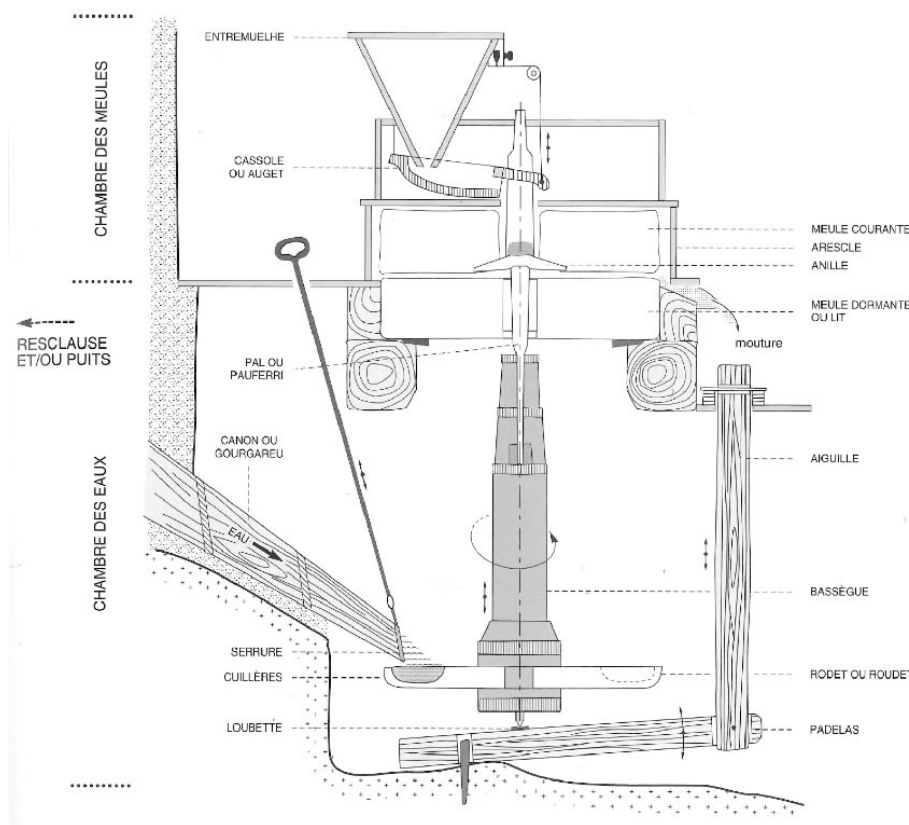 CHAMBRE DES MEULES
ENTREMUELHE
CASSOLE
OU AUGET
MEULE COURANTE
ARESCLE
ANILLE
MEULE DORMANTE
OU LIT
mouture
RESCLAUSE
ET/OU PUITS
PAL OU
PAUFERRI
CHAMBRE DES EAUX
CANON OU
GOURGAREU
EAU
AIGUILLE
BASSÈGUE
SERRURE
CUILLÈRES
RODET OU ROUDET
LOUBETTE
PADELAS